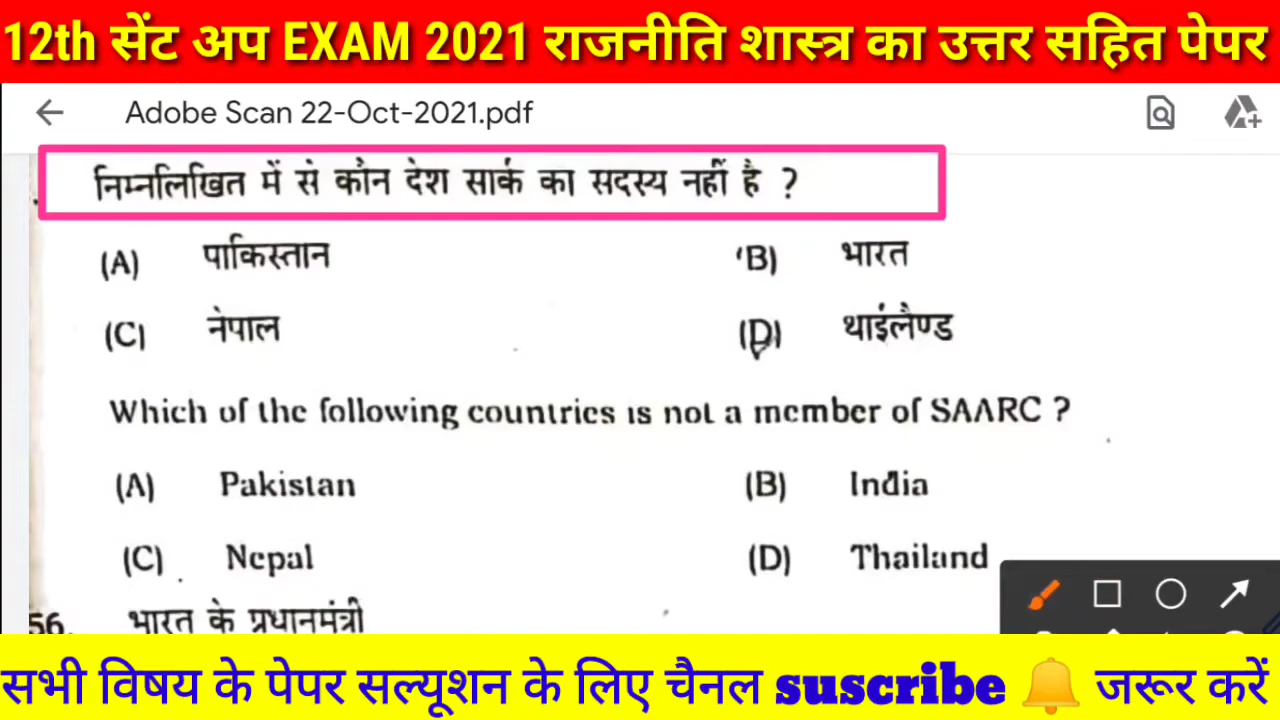 12th सेंट अप EXAM 2021 राजनीति शास्त्र का उत्तर सहित पेपर
Adobe Scan 22-Oct-2021.pdf
निम्नलिखित में से कौन देश सार्क का सदस्य नहीं है ?
(A) पाकिस्तान (B) भारत
(C) नेपाल (D) थाईलैण्ड
Which of the following countries is not a member of SAARC ?
(A) Pakistan (B) India
(C) Nepal (D) Thailand
56. भारत के प्रधानमंत्री
सभी विषय के पेपर सल्यूशन के लिए चैनल suscribe 🔔 जरूर करें